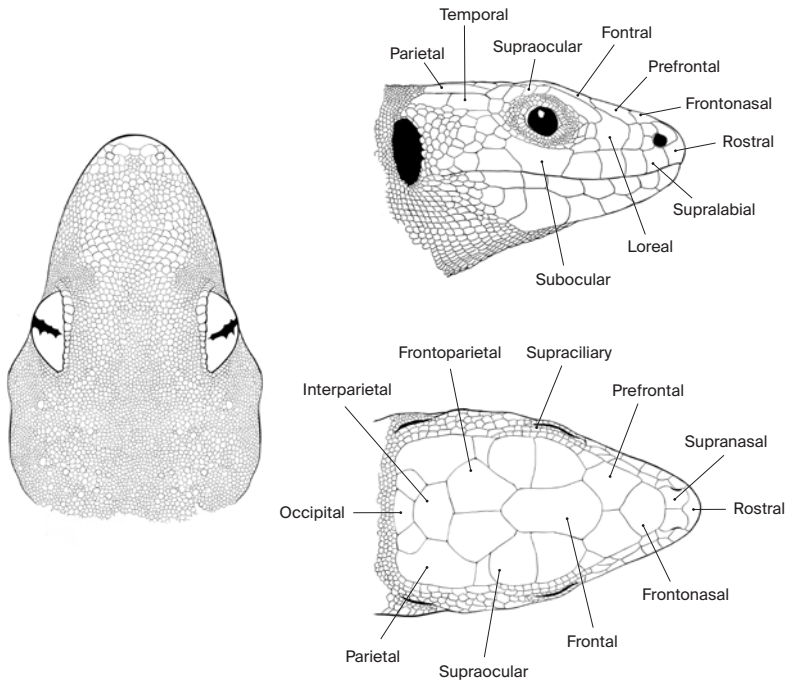 Temporal
Fontral
Parietal
Supraocular
Prefrontal
Frontonasal
Rostral
Supralabial
Loreal
Subocular
Frontoparietal
Supraciliary
Interparietal
Prefrontal
Supranasal
Occipital
Rostral
Frontonasal
Frontal
Parietal
Supraocular